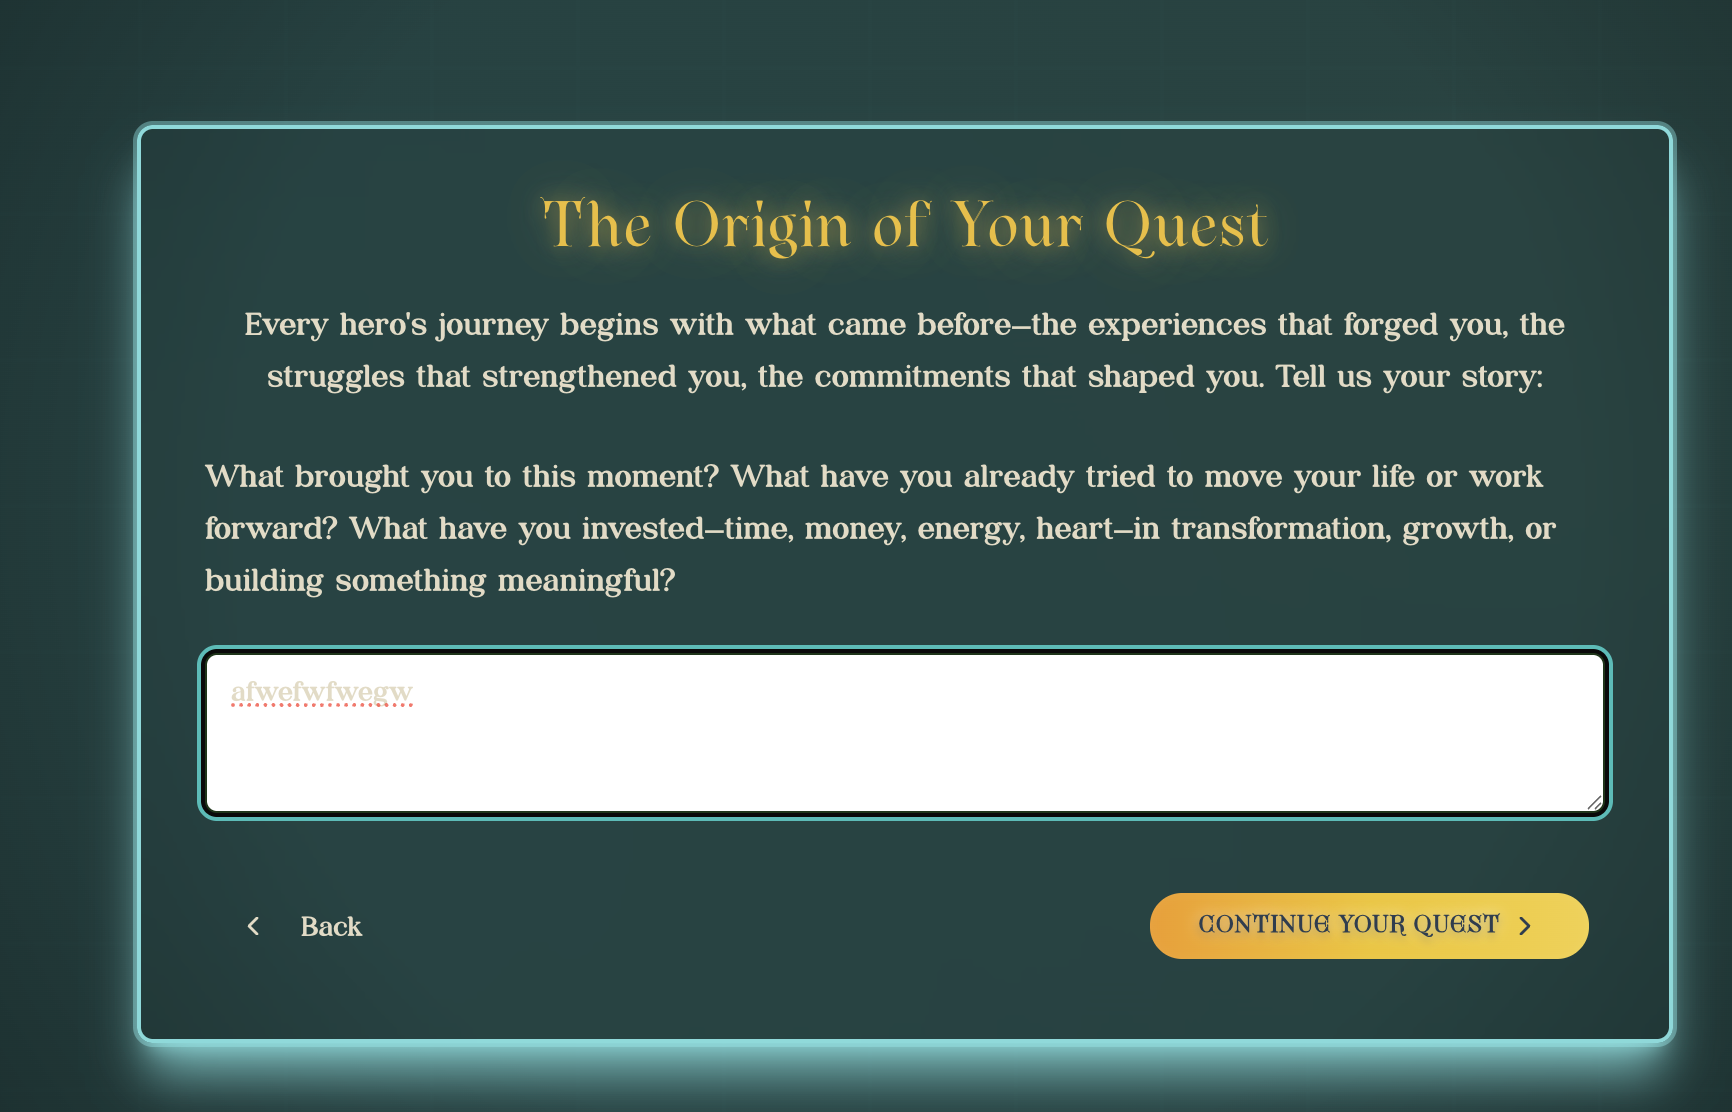 The Origin of Your Quest
Every hero's journey begins with what came before—the experiences that forged you, the
struggles that strengthened you, the commitments that shaped you. Tell us your story:
What brought you to this moment? What have you already tried to move your life or work
forward? What have you invested—time, money, energy, heart—in transformation, growth, or
building something meaningful?
afwefwfwegw
Back
CONTINUE YOUR QUEST